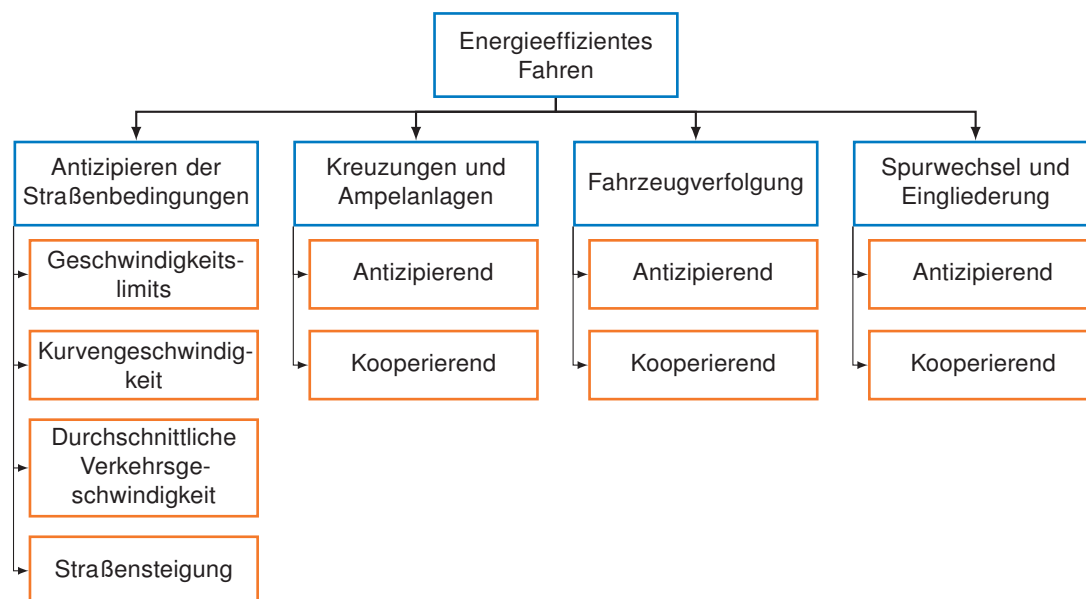 Energieeffizientes
Fahren
Antizipieren der
Straßenbedingungen
Kreuzungen und
Ampelanlagen
Fahrzeugverfolgung
Spurwechsel und
Eingliederung
Geschwindigkeits-
limits
Kurvengeschwindig-
keit
Durchschnittliche
Verkehrsge-
schwindigkeit
Straßensteigung
Antizipierend
Kooperierend
Antizipierend
Kooperierend
Antizipierend
Kooperierend